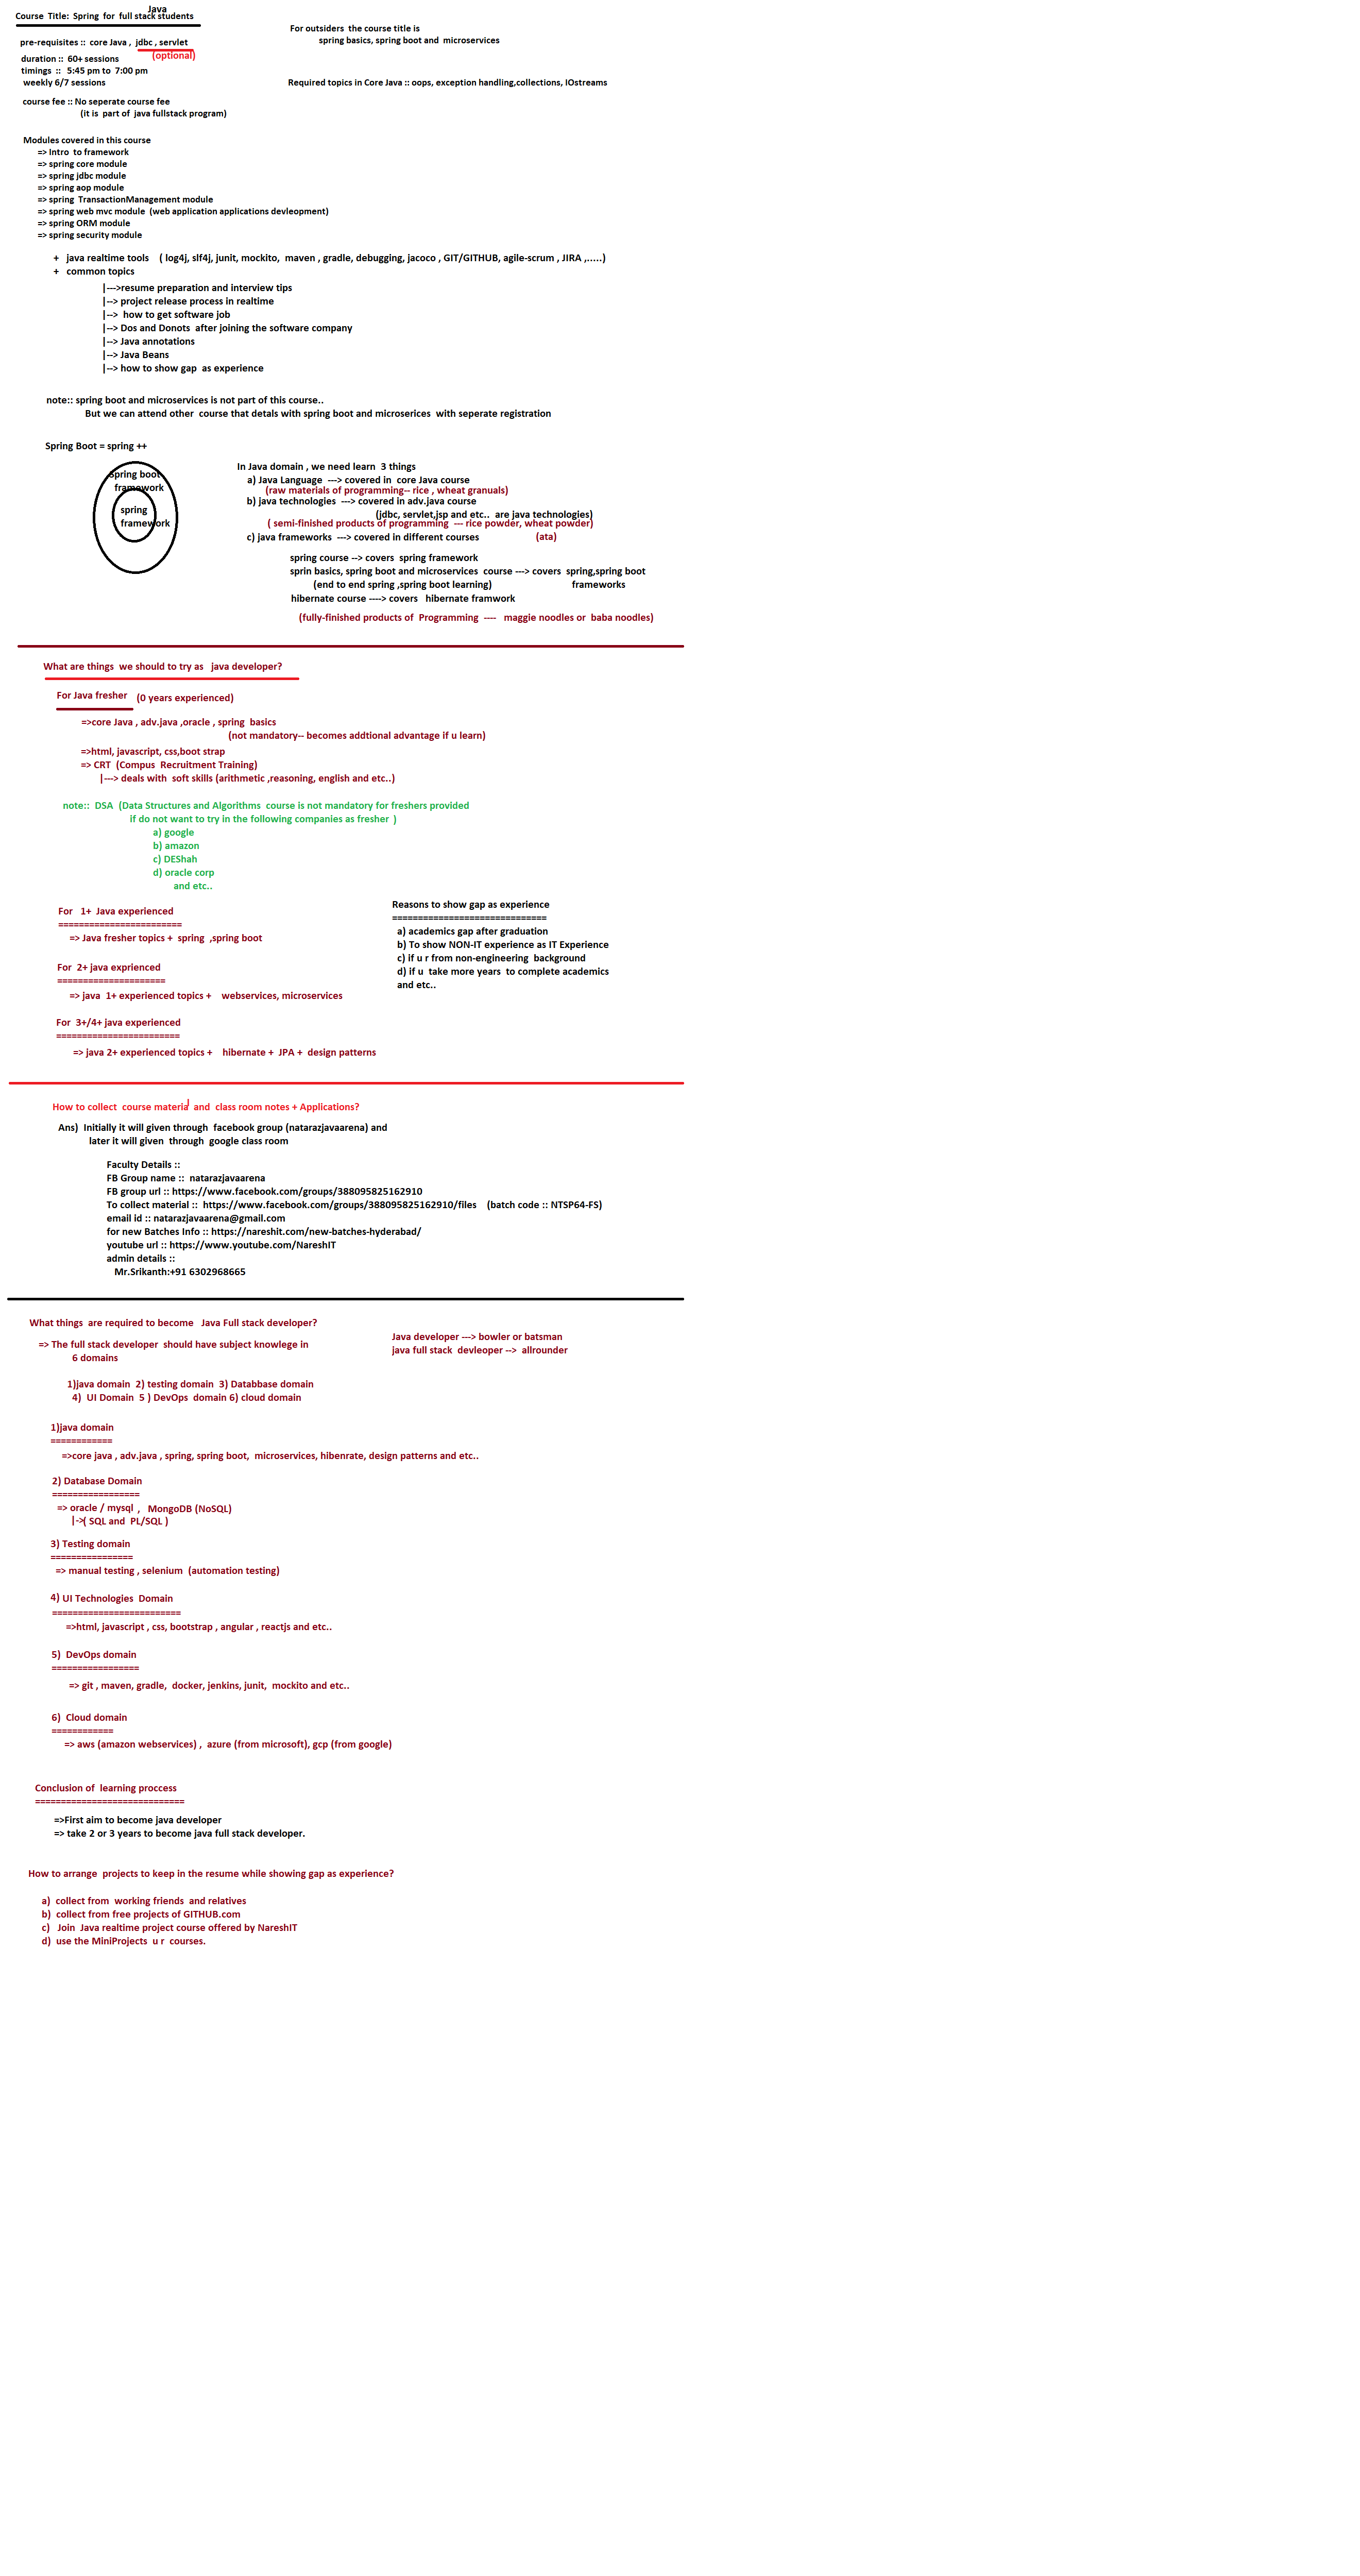 Java
Course Title: Spring for full stack students
For outsiders the course title is
spring basics, spring boot and microservices
pre-requisites :: core Java , jdbc , servlet
(optional)
duration :: 60+ sessions
timings :: 5:45 pm to 7:00 pm
weekly 6/7 sessions
Required topics in Core Java :: oops, exception handling,collections, IOstreams
course fee :: No seperate course fee
(it is part of java fullstack program)
Modules covered in this course
=> Intro to framework
=> spring core module
=> spring jdbc module
=> spring aop module
=> spring TransactionManagement module
=> spring web mvc module (web application applications devleopment)
=> spring ORM module
=> spring security module
+ java realtime tools ( log4j, slf4j, junit, mockito, maven , gradle, debugging, jacoco , GIT/GITHUB, agile-scrum , JIRA ,.....)
+ common topics
|--->resume preparation and interview tips
|--> project release process in realtime
|--> how to get software job
|--> Dos and Donots after joining the software company
|--> Java annotations
|--> Java Beans
|--> how to show gap as experience
note:: spring boot and microservices is not part of this course..
But we can attend other course that detals with spring boot and microserices with seperate registration
Spring Boot = spring ++
Spring boot
framework
spring
framework
In Java domain , we need learn 3 things
a) Java Language ---> covered in core Java course
(raw materials of programming-- rice , wheat granuals)
b) java technologies ---> covered in adv.java course
(jdbc, servlet,jsp and etc.. are java technologies)
( semi-finished products of programming --- rice powder, wheat powder)
c) java frameworks ---> covered in different courses (ata)
spring course --> covers spring framework
sprin basics, spring boot and microservices course ---> covers spring,spring boot
(end to end spring ,spring boot learning) frameworks
hibernate course ----> covers hibernate framwork
(fully-finished products of Programming ---- maggie noodles or baba noodles)
What are things we should to try as java developer?
For Java fresher (0 years experienced)
=>core Java , adv.java ,oracle , spring basics
(not mandatory-- becomes addtional advantage if u learn)
=>html, javascript, css,boot strap
=> CRT (Compus Recruitment Training)
|---> deals with soft skills (arithmetic ,reasoning, english and etc..)
note:: DSA (Data Structures and Algorithms course is not mandatory for freshers provided
if do not want to try in the following companies as fresher )
a) google
b) amazon
c) DEShah
d) oracle corp
and etc..
For 1+ Java experienced
========================
=> Java fresher topics + spring ,spring boot
For 2+ java exprienced
=====================
=> java 1+ experienced topics + webservices, microservices
For 3+/4+ java experienced
========================
=> java 2+ experienced topics + hibernate + JPA + design patterns
Reasons to show gap as experience
==============================
a) academics gap after graduation
b) To show NON-IT experience as IT Experience
c) if u r from non-engineering background
d) if u take more years to complete academics
and etc..
How to collect course material and class room notes + Applications?
Ans) Initially it will given through facebook group (natarazjavaarena) and
later it will given through google class room
Faculty Details ::
FB Group name :: natarazjavaarena
FB group url :: https://www.facebook.com/groups/388095825162910
To collect material :: https://www.facebook.com/groups/388095825162910/files (batch code :: NTSP64-FS)
email id :: natarazjavaarena@gmail.com
for new Batches Info :: https://nareshit.com/new-batches-hyderabad/
youtube url :: https://www.youtube.com/NareshIT
admin details ::
Mr.Srikanth:+91 6302968665
What things are required to become Java Full stack developer?
=> The full stack developer should have subject knowlege in
6 domains
Java developer ---> bowler or batsman
java full stack devleoper --> allrounder
1)java domain 2) testing domain 3) Databbase domain
4) UI Domain 5 ) DevOps domain 6) cloud domain
1)java domain
============
=>core java , adv.java , spring, spring boot, microservices, hibenrate, design patterns and etc..
2) Database Domain
=================
=> oracle / mysql , MongoDB (NoSQL)
|->( SQL and PL/SQL )
3) Testing domain
================
=> manual testing , selenium (automation testing)
4) UI Technologies Domain
=========================
=>html, javascript , css, bootstrap , angular , reactjs and etc..
5) DevOps domain
=================
=> git , maven, gradle, docker, jenkins, junit, mockito and etc..
6) Cloud domain
============
=> aws (amazon webservices) , azure (from microsoft), gcp (from google)
Conclusion of learning proccess
=============================
=>First aim to become java developer
=> take 2 or 3 years to become java full stack developer.
How to arrange projects to keep in the resume while showing gap as experience?
a) collect from working friends and relatives
b) collect from free projects of GITHUB.com
c) Join Java realtime project course offered by NareshIT
d) use the MiniProjects u r courses.